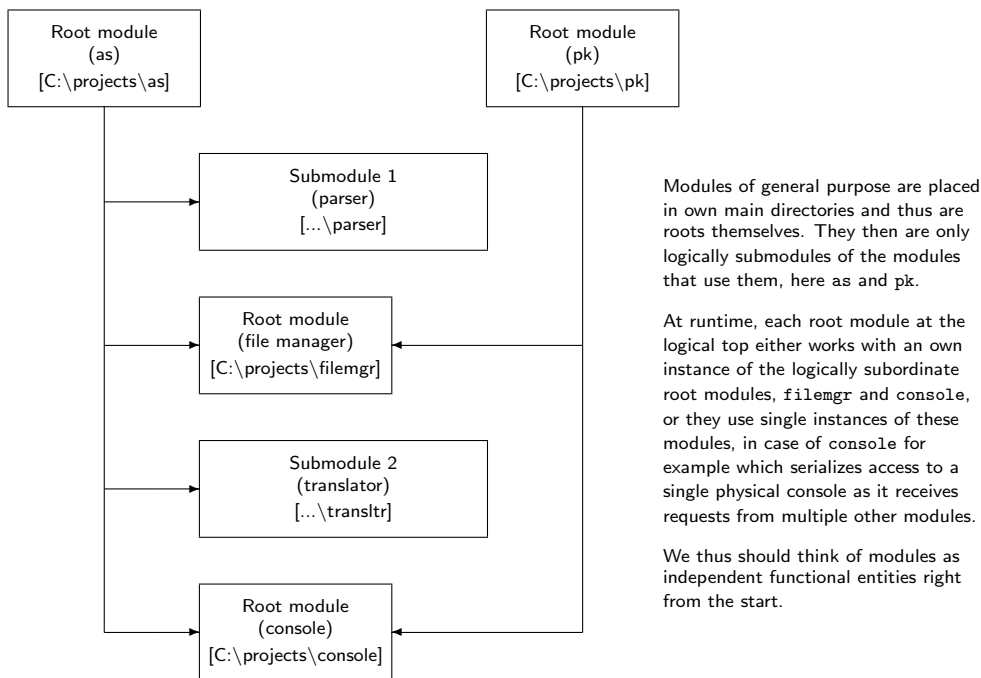 Root module
(as)
[C:\projects\as]
Root module
(pk)
[C:\projects\pk]
Submodule 1
(parser)
[...\parser]
Root module
(file manager)
[C:\projects\filemgr]
Submodule 2
(translator)
[...\transltr]
Root module
(console)
[C:\projects\console]
Modules of general purpose are placed
in own main directories and thus are
roots themselves. They then are only
logically submodules of the modules
that use them, here as and pk.
At runtime, each root module at the
logical top either works with an own
instance of the logically subordinate
root modules, filemgr and console,
or they use single instances of these
modules, in case of console for
example which serializes access to a
single physical console as it receives
requests from multiple other modules.
We thus should think of modules as
independent functional entities right
from the start.